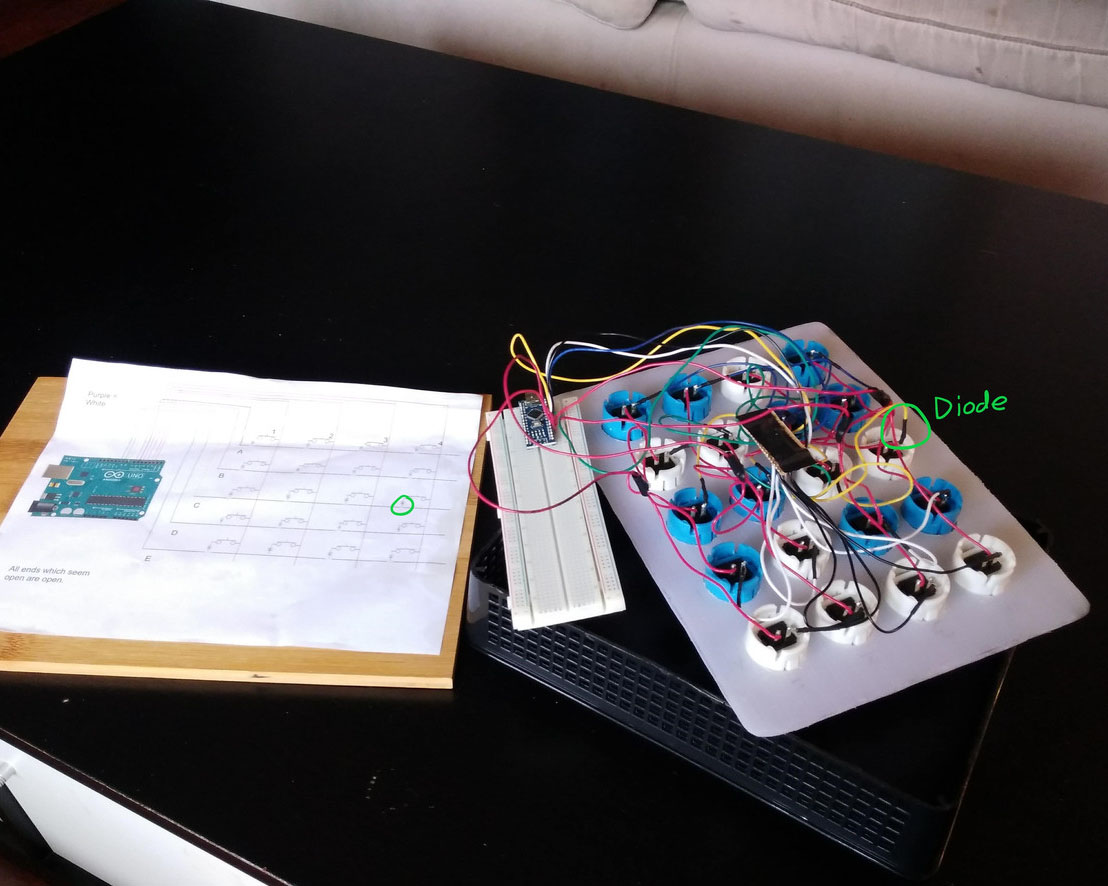 Purple =
White
1
2
3
4
A
B
C
D
E
UNO
All ends which seem
open are open.
Diode